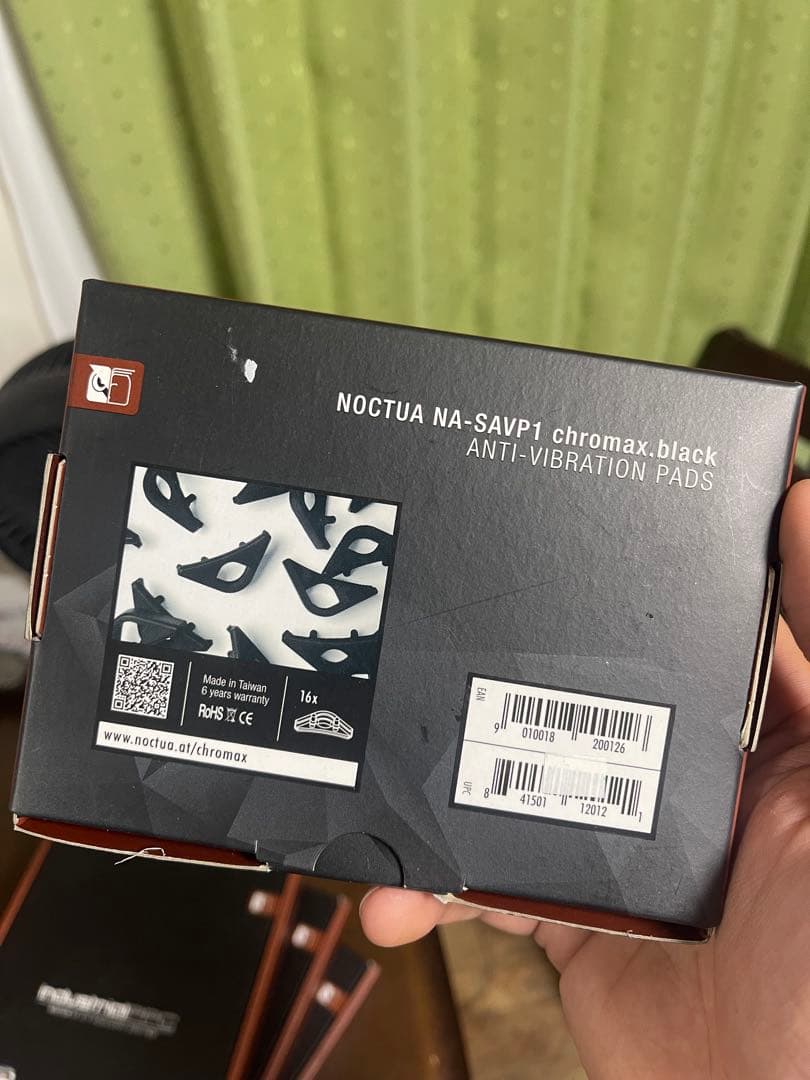 NOCTUA NA-SAVP1 chromax.black
ANTI-VIBRATION PADS
Made in Taiwan
6 years warranty
RoHS CE
16x
www.noctua.at/chromax
EAN
9 010018 200126
UPC
8 41501 12012 1
industrialPPC